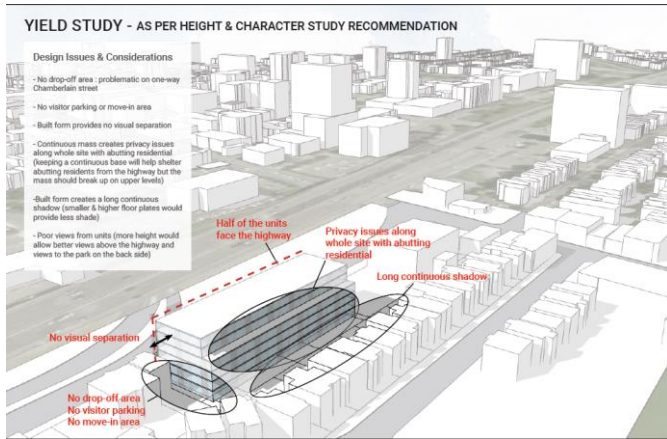 YIELD STUDY - AS PER HEIGHT & CHARACTER STUDY RECOMMENDATION
Design Issues & Considerations
- No drop-off area : problematic on one-way
Chamberlain street
- No visitor parking or move-in area
- Built form provides no visual separation
- Continuous mass creates privacy issues
along whole site with abutting residential
(keeping a continuous base will help shelter
abutting residents from the highway but the
mass should break up on upper levels)
-Built form creates a long continuous
shadow (smaller & higher floor plates would
provide less shade)
- Poor views from units (more height would
allow better views above the highway and
views to the park on the back side)
Half of the units
face the highway
Privacy issues along
whole site with abutting
residential
Long continuous shadow
No visual separation
No drop-off area
No visitor parking
No move-in area